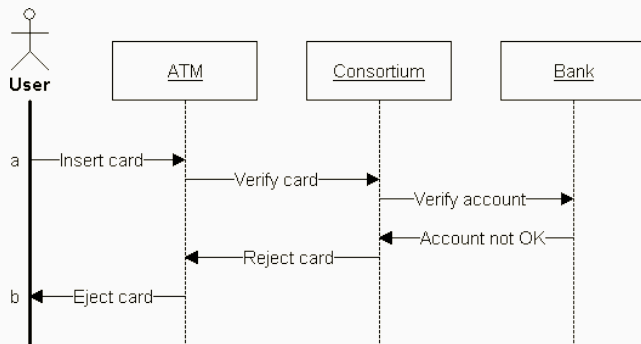 User
ATM
Consortium
Bank
a
Insert card
Verify card
Verify account
Account not OK
Reject card
b
Eject card